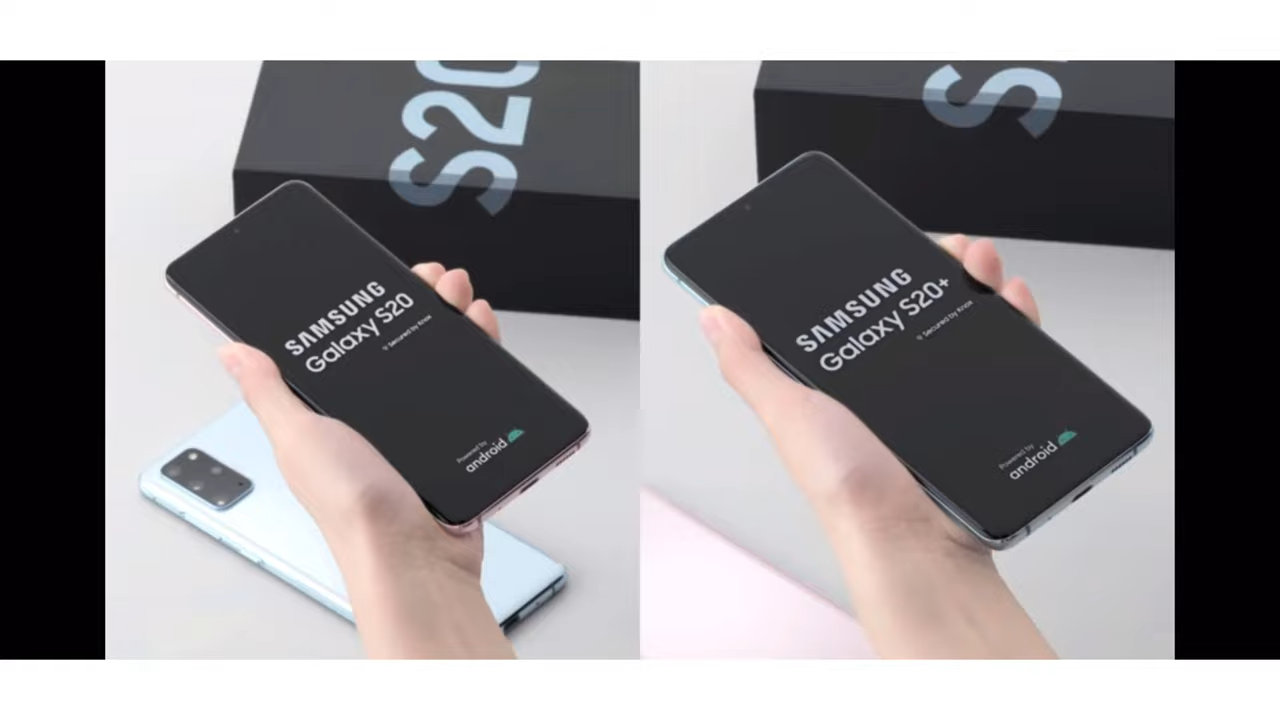 S20
SAMSUNG
Galaxy S20
Secured by Knox
Powered by
android
S
SAMSUNG
Galaxy S20+
Secured by Knox
Powered by
android